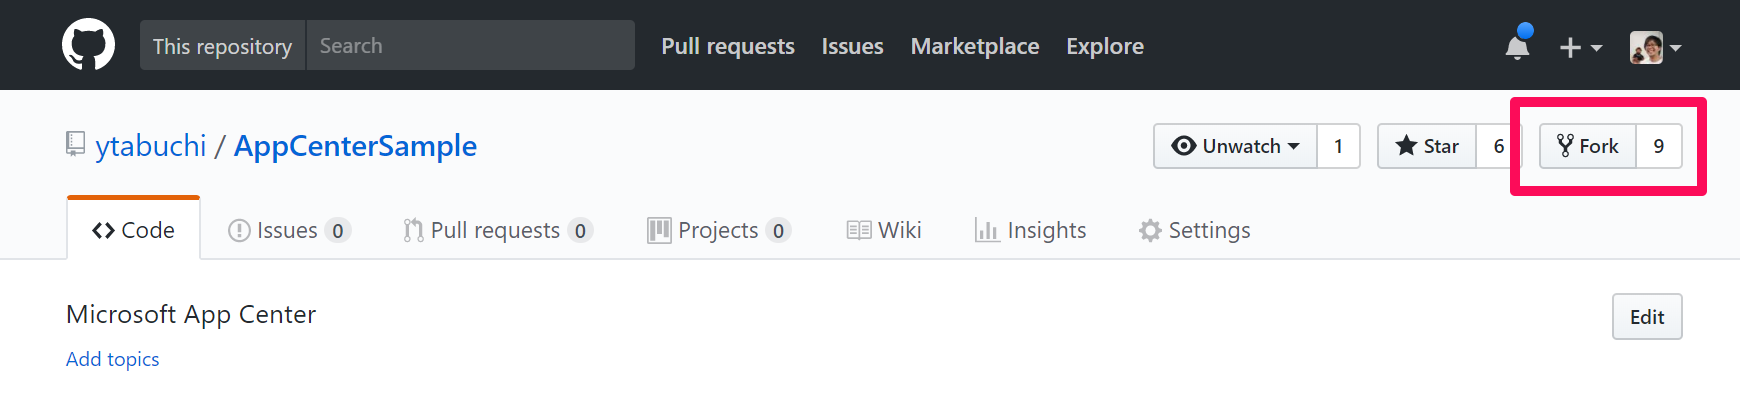 This repository Search Pull requests Issues Marketplace Explore
ytabuchi / AppCenterSample Unwatch 1 Star 6 Fork 9
Code Issues 0 Pull requests 0 Projects 0 Wiki Insights Settings
Microsoft App Center Edit
Add topics